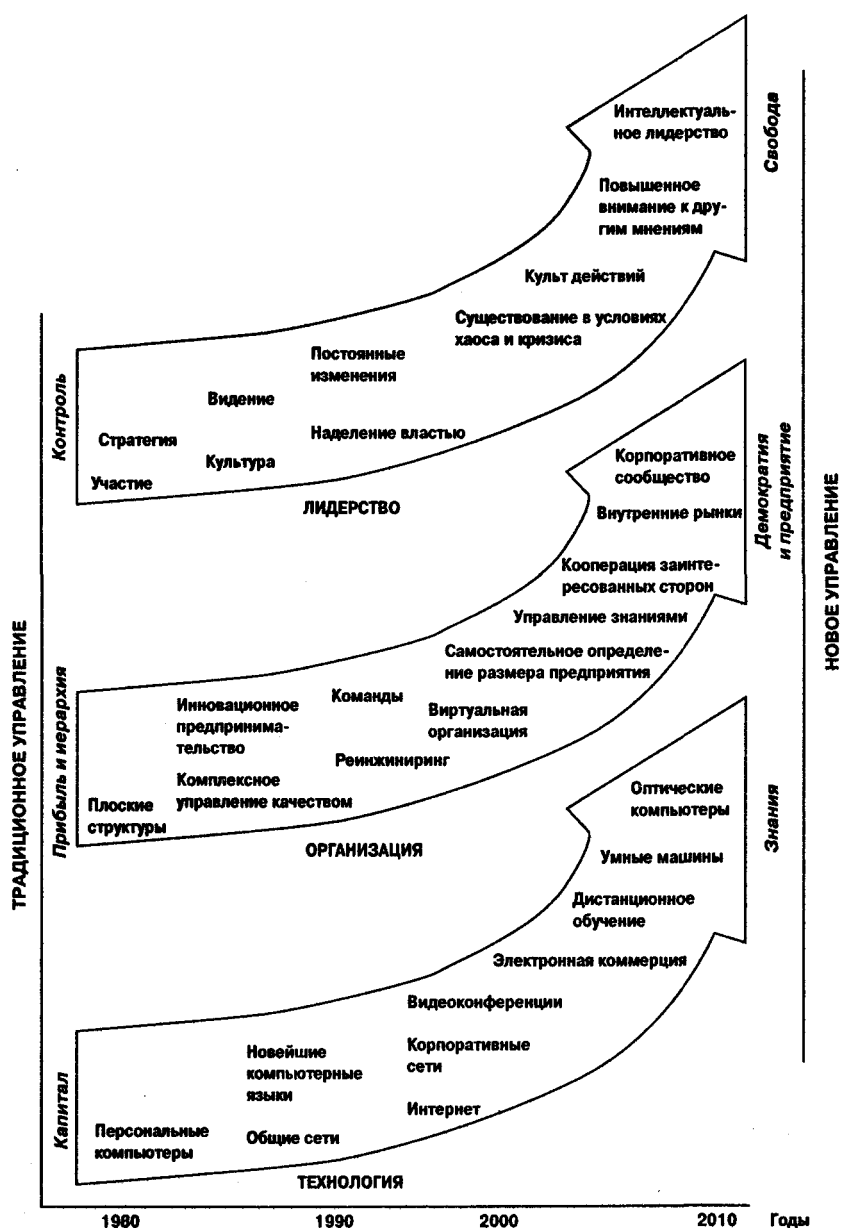 Интеллектуаль-
ное лидерство
Повышенное
внимание к дру-
гим мнениям
Культ действий
Существование в условиях
хаоса и кризиса
Постоянные
изменения
Видение
Наделение властью
Стратегия
Культура
Участие
Контроль
Свобода
ЛИДЕРСТВО
Корпоративное
сообщество
Внутренние рынки
Кооперация заинте-
ресованных сторон
Управление знаниями
Самостоятельное определе-
ние размера предприятия
Команды
Инновационное
предпринима-
тельство
Виртуальная
организация
Реинжиниринг
Комплексное
управление качеством
Плоские
структуры
Прибыль и иерархия
Демократия
и предприятие
ОРГАНИЗАЦИЯ
Оптические
компьютеры
Умные машины
Дистанционное
обучение
Электронная коммерция
Видеоконференции
Новейшие
компьютерные
языки
Корпоративные
сети
Интернет
Персональные
компьютеры
Общие сети
Капитал
Знания
ТЕХНОЛОГИЯ
ТРАДИЦИОННОЕ УПРАВЛЕНИЕ
НОВОЕ УПРАВЛЕНИЕ
1980 1990 2000 2010 Годы